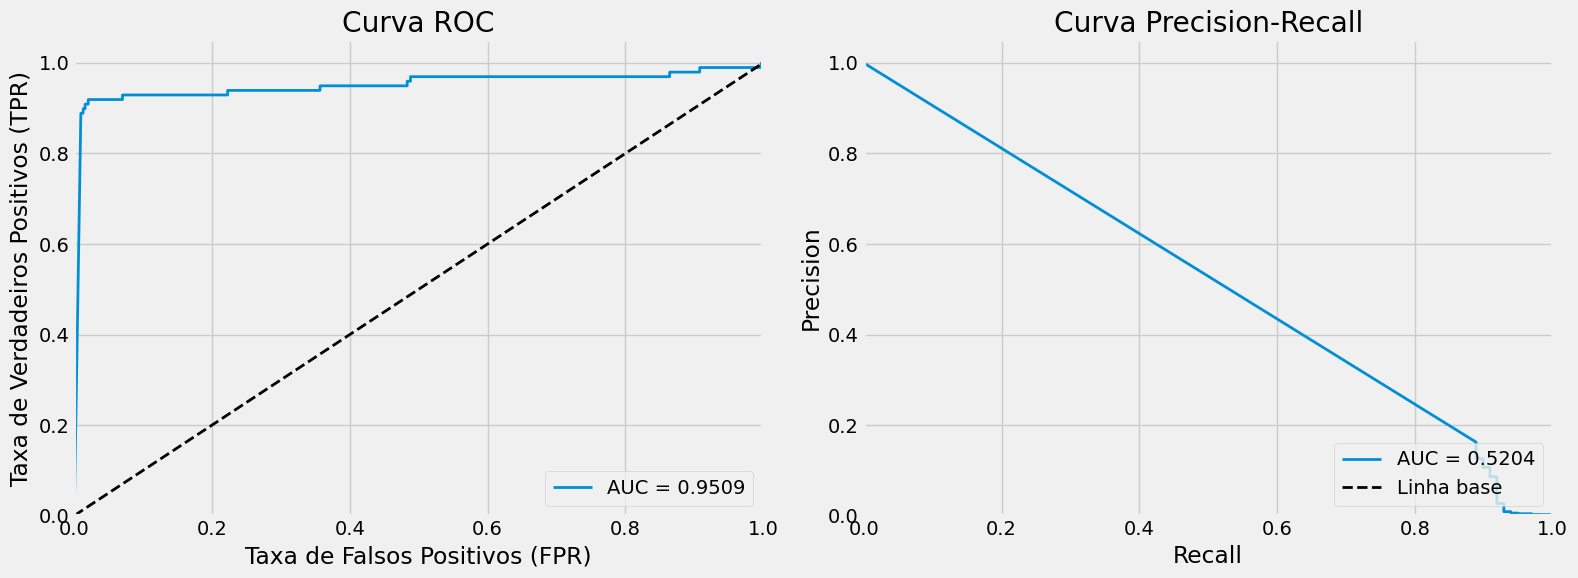 Curva ROC
Taxa de Verdadeiros Positivos (TPR)
1.0
0.8
0.6
0.4
0.2
0.0
0.0 0.2 0.4 0.6 0.8 1.0
Taxa de Falsos Positivos (FPR)
AUC = 0.9509
Curva Precision-Recall
Precision
1.0
0.8
0.6
0.4
0.2
0.0
0.0 0.2 0.4 0.6 0.8 1.0
Recall
AUC = 0.5204
Linha base